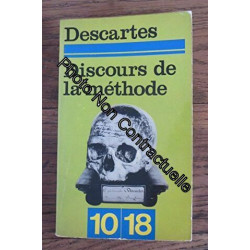 Descartes
Discours de
la méthode
Photo Non Contractuelle
10 18